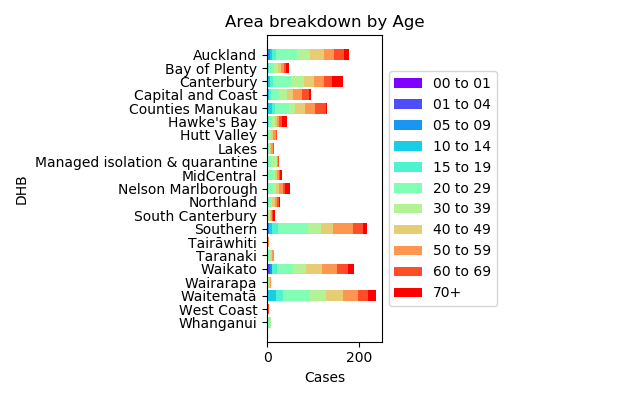 Area breakdown by Age
DHB
Auckland
Bay of Plenty
Canterbury
Capital and Coast
Counties Manukau
Hawke's Bay
Hutt Valley
Lakes
Managed isolation & quarantine
MidCentral
Nelson Marlborough
Northland
South Canterbury
Southern
Tairāwhiti
Taranaki
Waikato
Wairarapa
Waitematā
West Coast
Whanganui
0 200
Cases
00 to 01
01 to 04
05 to 09
10 to 14
15 to 19
20 to 29
30 to 39
40 to 49
50 to 59
60 to 69
70+